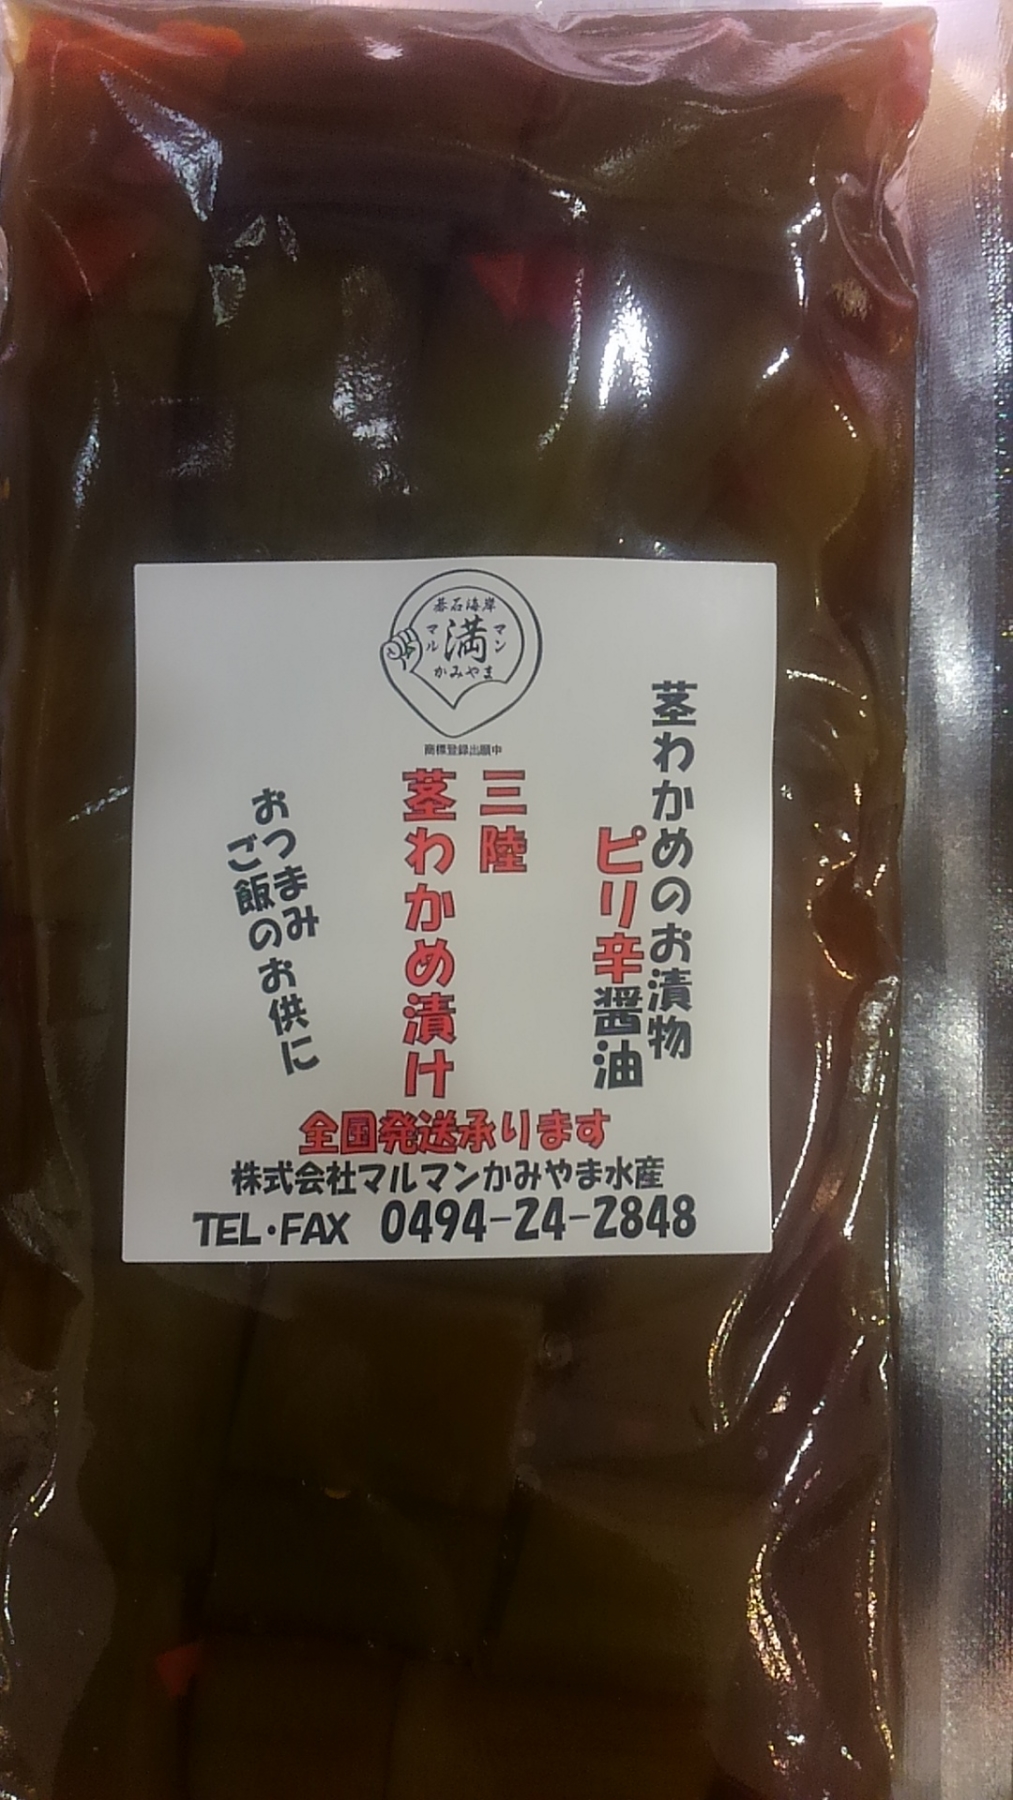 碁石海岸
マル
満
マン
かみやま
商標登録出願中
茎わかめのお漬物
ピリ辛醤油
三陸
茎わかめ漬け
おつまみ
ご飯のお供に
全国発送承ります
株式会社マルマンかみやま水産
TEL・FAX 0494-24-2848